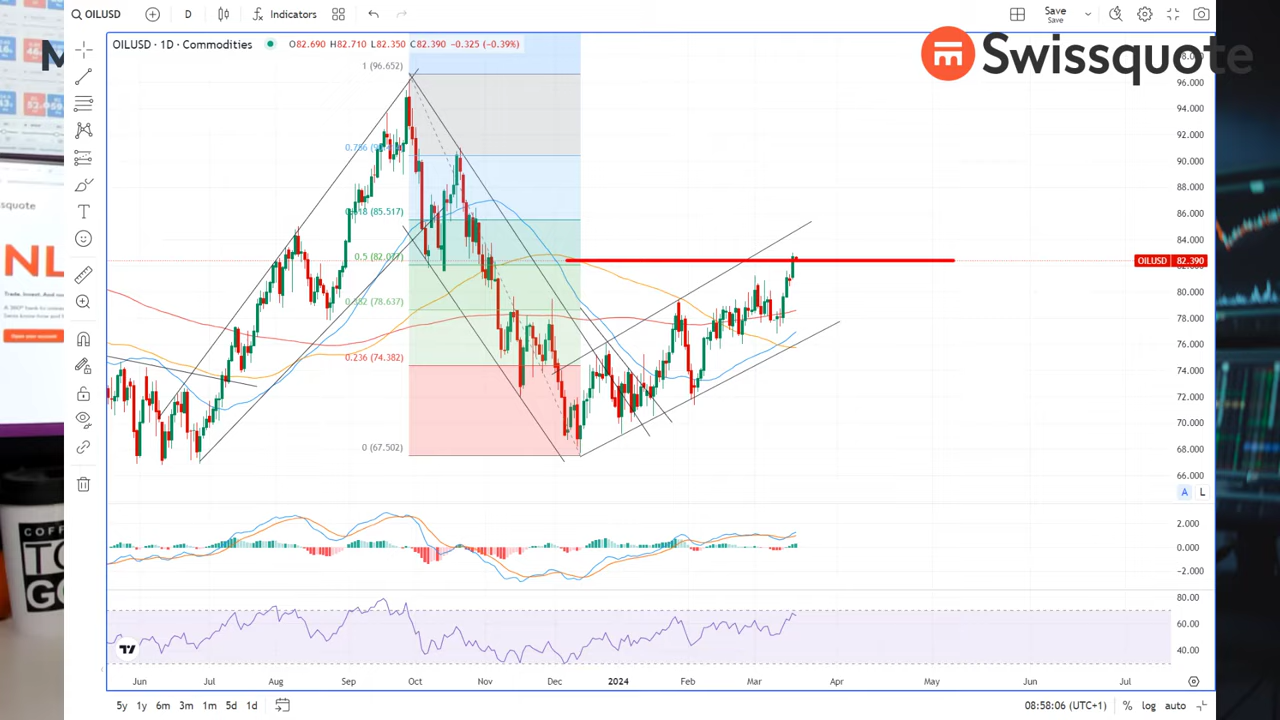 OILUSD
D
Indicators
Save
Save
OILUSD · 1D · Commodities
O82.690 H82.710 L82.350 C82.390 -0.325 (-0.39%)
Swissquote
1 (96.652)
0.618 (85.517)
0.5 (82.077)
0.382 (78.637)
0.236 (74.382)
0 (67.502)
96.000
94.000
92.000
90.000
88.000
86.000
84.000
OILUSD 82.390
80.000
78.000
76.000
74.000
72.000
70.000
68.000
66.000
A L
2.000
0.000
-2.000
80.00
60.00
40.00
Jun Jul Aug Sep Oct Nov Dec 2024 Feb Mar Apr May Jun Jul
5y 1y 6m 3m 1m 5d 1d
08:58:06 (UTC+1) % log auto
M
ssquote
NL
COFF
TO
GO